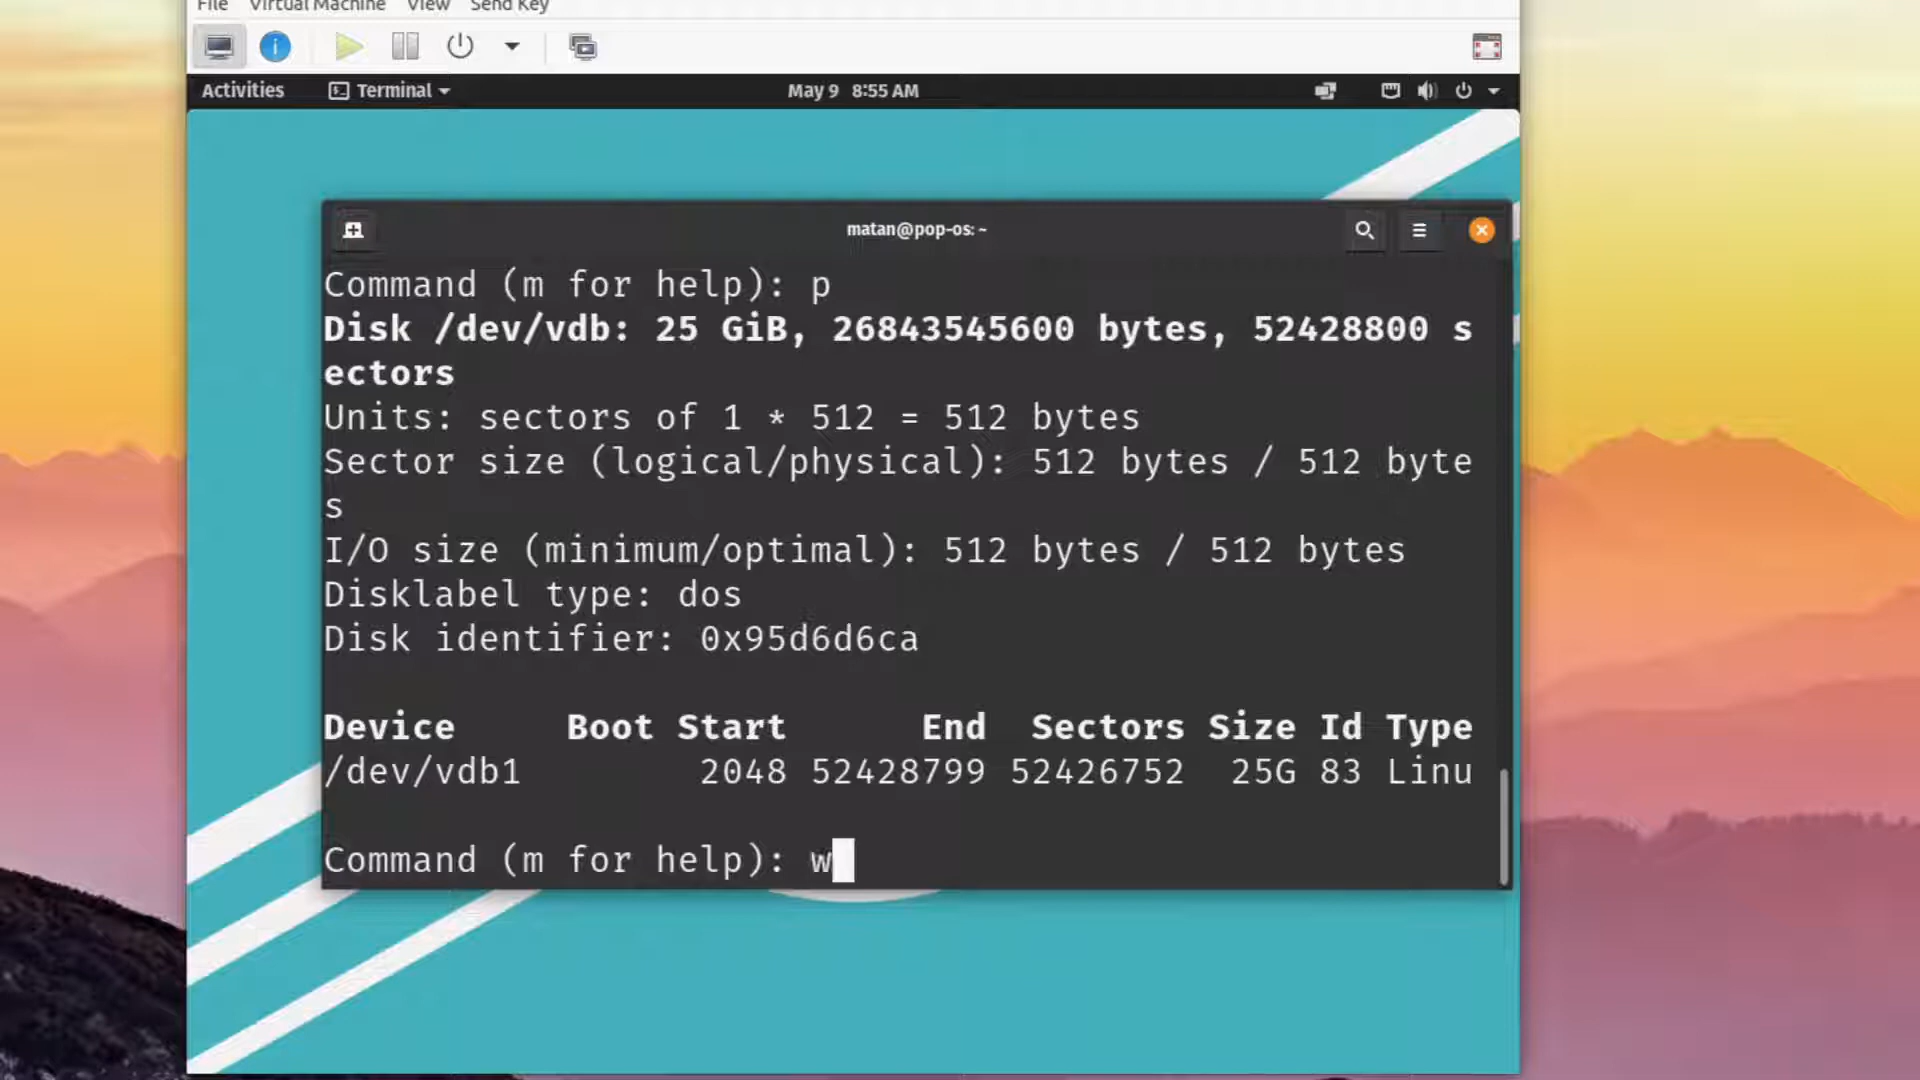 File Virtual Machine View Send Key
Activities Terminal May 9 8:55 AM
matan@pop-os: ~
Command (m for help): p
Disk /dev/vdb: 25 GiB, 26843545600 bytes, 52428800 s
ectors
Units: sectors of 1 * 512 = 512 bytes
Sector size (logical/physical): 512 bytes / 512 byte
s
I/O size (minimum/optimal): 512 bytes / 512 bytes
Disklabel type: dos
Disk identifier: 0x95d6d6ca
Device Boot Start End Sectors Size Id Type
/dev/vdb1 2048 52428799 52426752 25G 83 Linu
Command (m for help): w